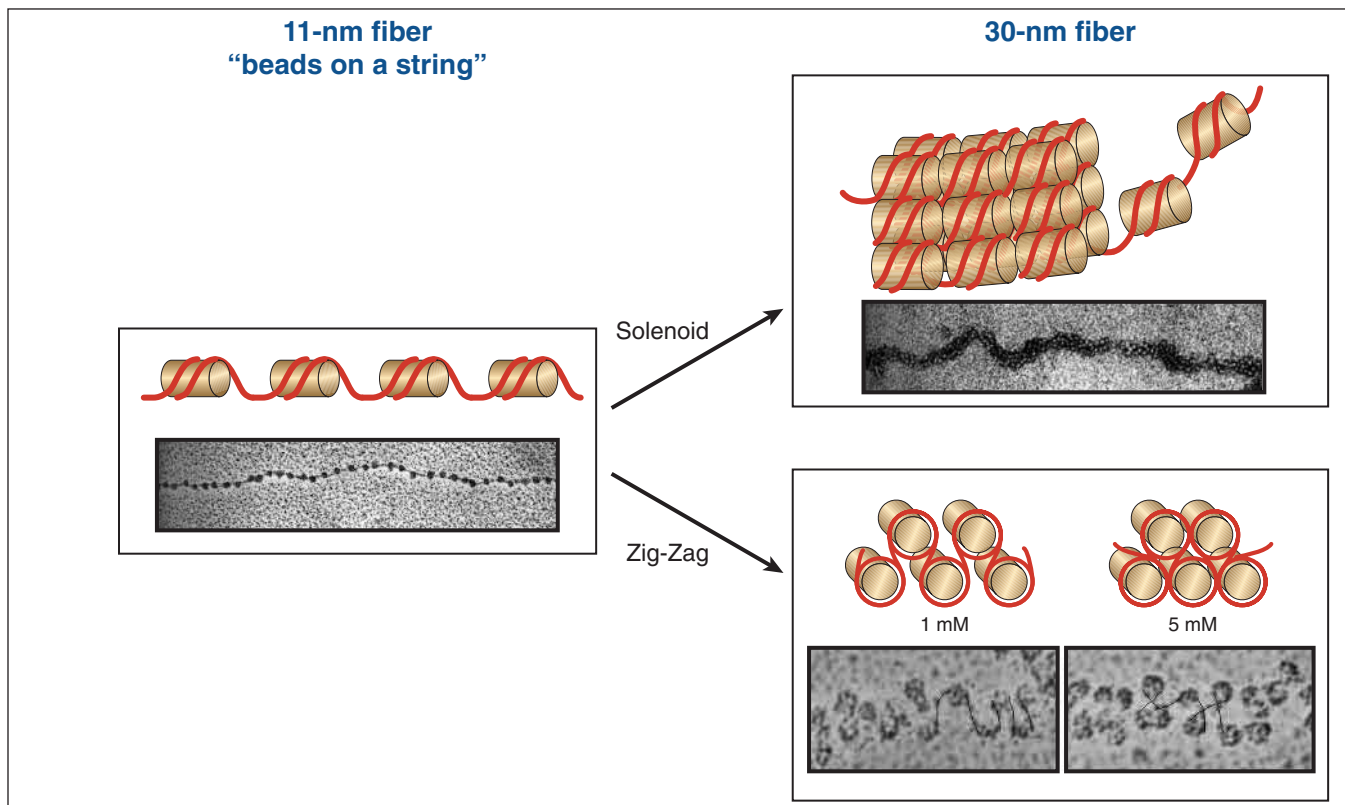 11-nm fiber
“beads on a string”
30-nm fiber
Solenoid
Zig-Zag
1 mM
5 mM